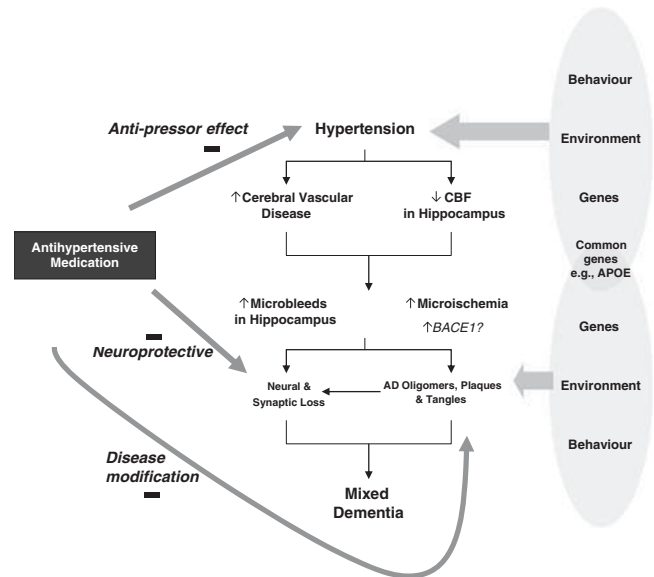 Behaviour
Anti-pressor effect
Hypertension
Environment
↑Cerebral Vascular
Disease
↓ CBF
in Hippocampus
Genes
Antihypertensive
Medication
Common
genes
e.g., APOE
↑Microbleeds
in Hippocampus
↑Microischemia
↑BACE1?
Genes
Neuroprotective
Neural &
Synaptic Loss
AD Oligomers, Plaques
& Tangles
Environment
Behaviour
Disease
modification
Mixed
Dementia